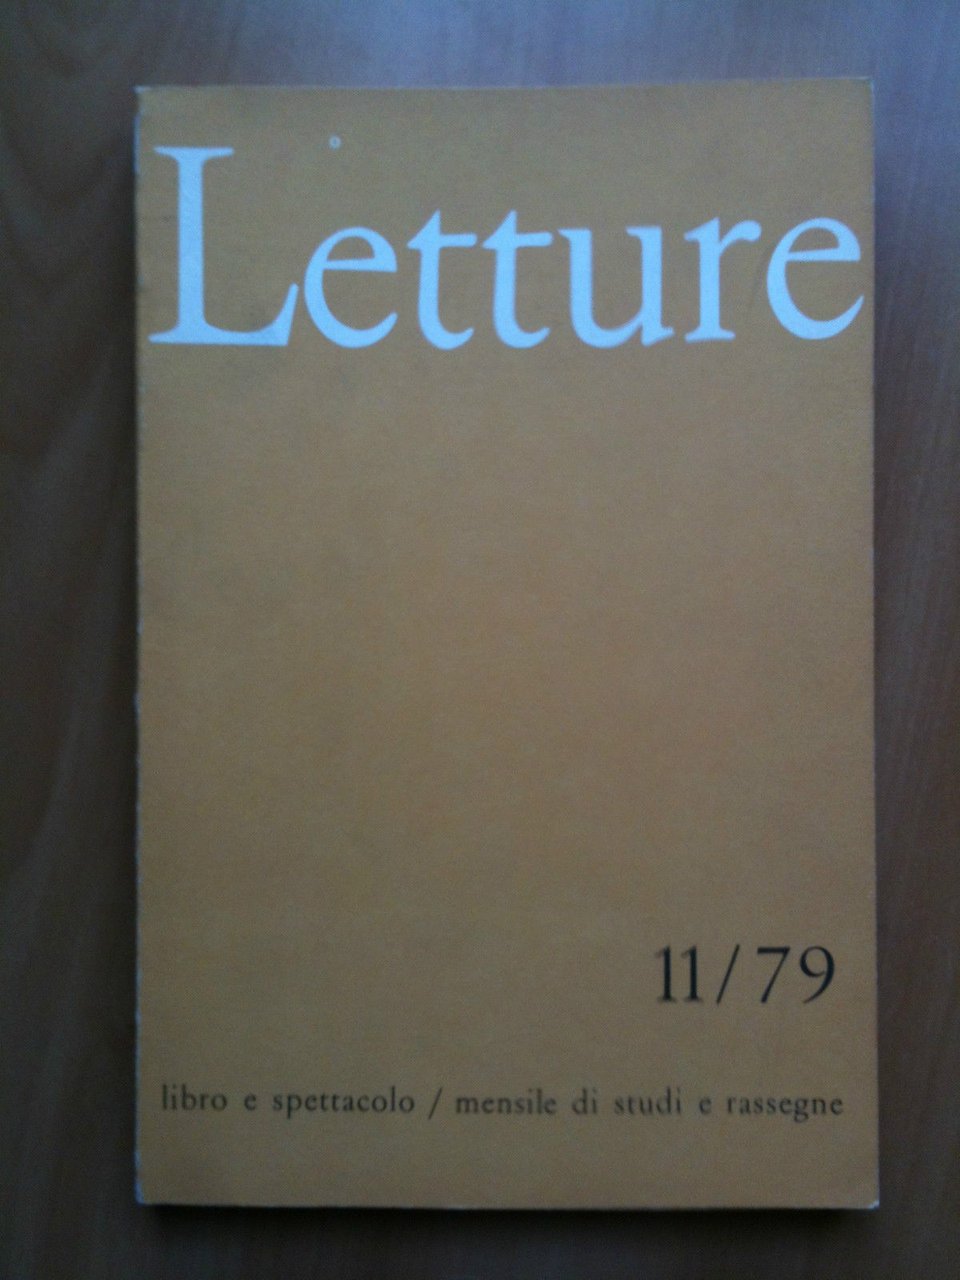 Letture
11/79
libro e spettacolo / mensile di studi e rassegne